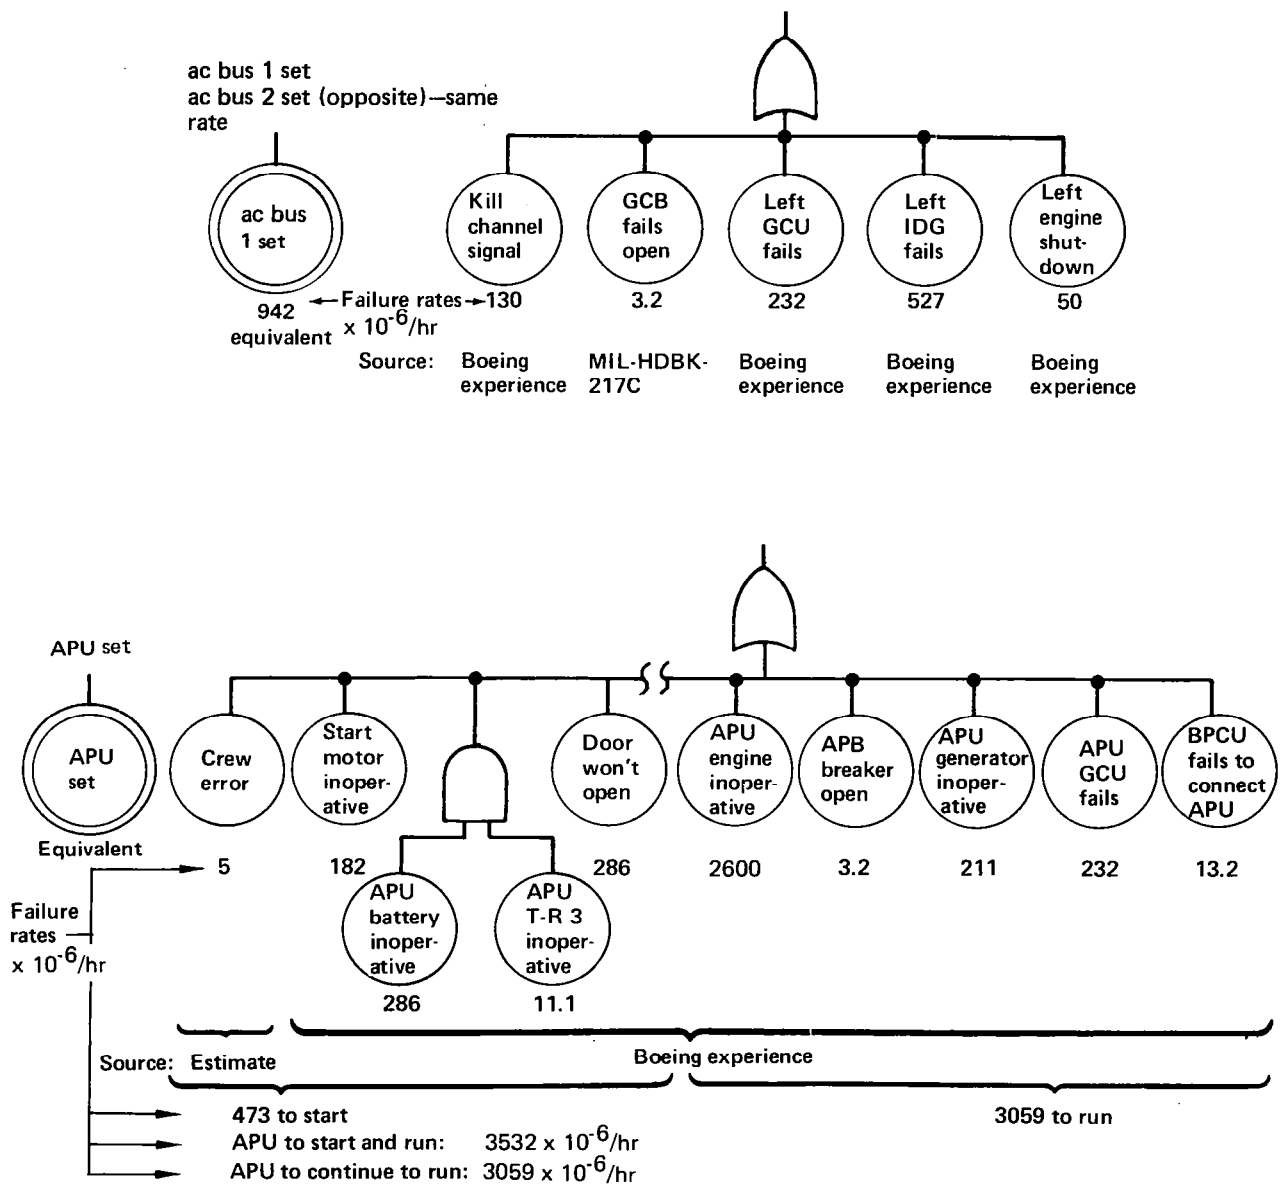 ac bus 1 set
ac bus 2 set (opposite)—same
rate
ac bus
1 set
942
equivalent
Failure rates
x 10-6/hr
Kill
channel
signal
130
GCB
fails
open
3.2
Left
GCU
fails
232
Left
IDG
fails
527
Left
engine
shut-
down
50
Source:
Boeing
experience
MIL-HDBK-
217C
Boeing
experience
Boeing
experience
Boeing
experience
APU set
APU
set
Equivalent
Failure
rates
x 10-6/hr
Crew
error
5
Start
motor
inoper-
ative
182
APU
battery
inoper-
ative
286
APU
T-R 3
inoper-
ative
11.1
Door
won't
open
286
APU
engine
inoper-
ative
2600
APB
breaker
open
3.2
APU
generator
inoper-
ative
211
APU
GCU
fails
232
BPCU
fails to
connect
APU
13.2
Source: Estimate
Boeing experience
473 to start
3059 to run
APU to start and run: 3532 x 10-6/hr
APU to continue to run: 3059 x 10-6/hr